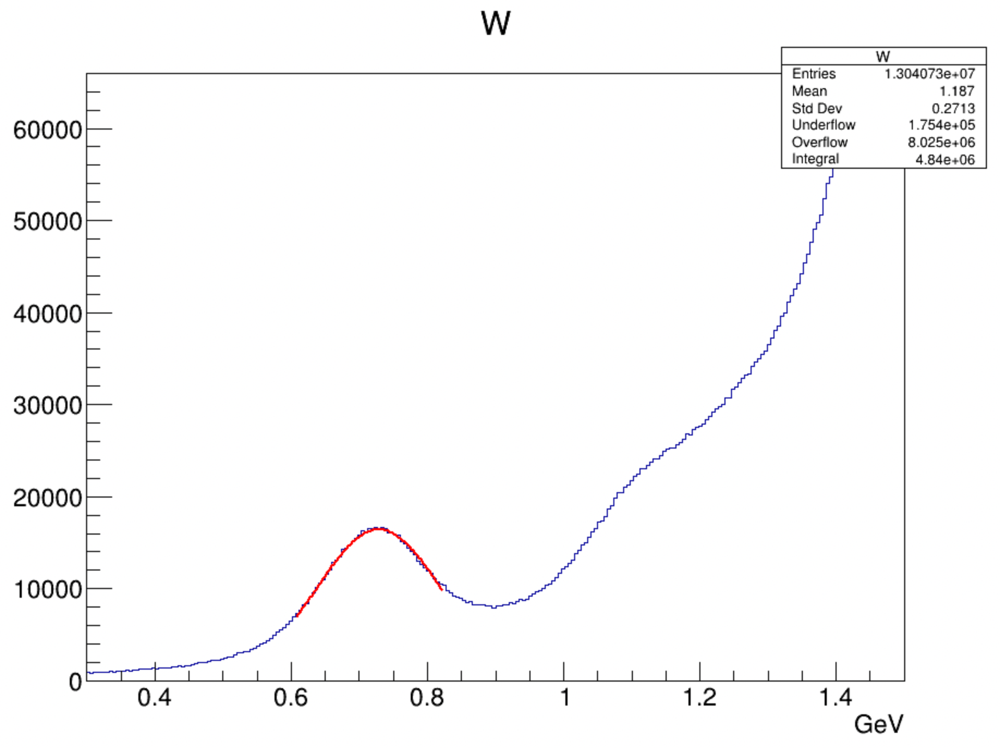 W
W
Entries 1.304073e+07
Mean 1.187
Std Dev 0.2713
Underflow 1.754e+05
Overflow 8.025e+06
Integral 4.84e+06
60000
50000
40000
30000
20000
10000
0
0.4 0.6 0.8 1 1.2 1.4
GeV